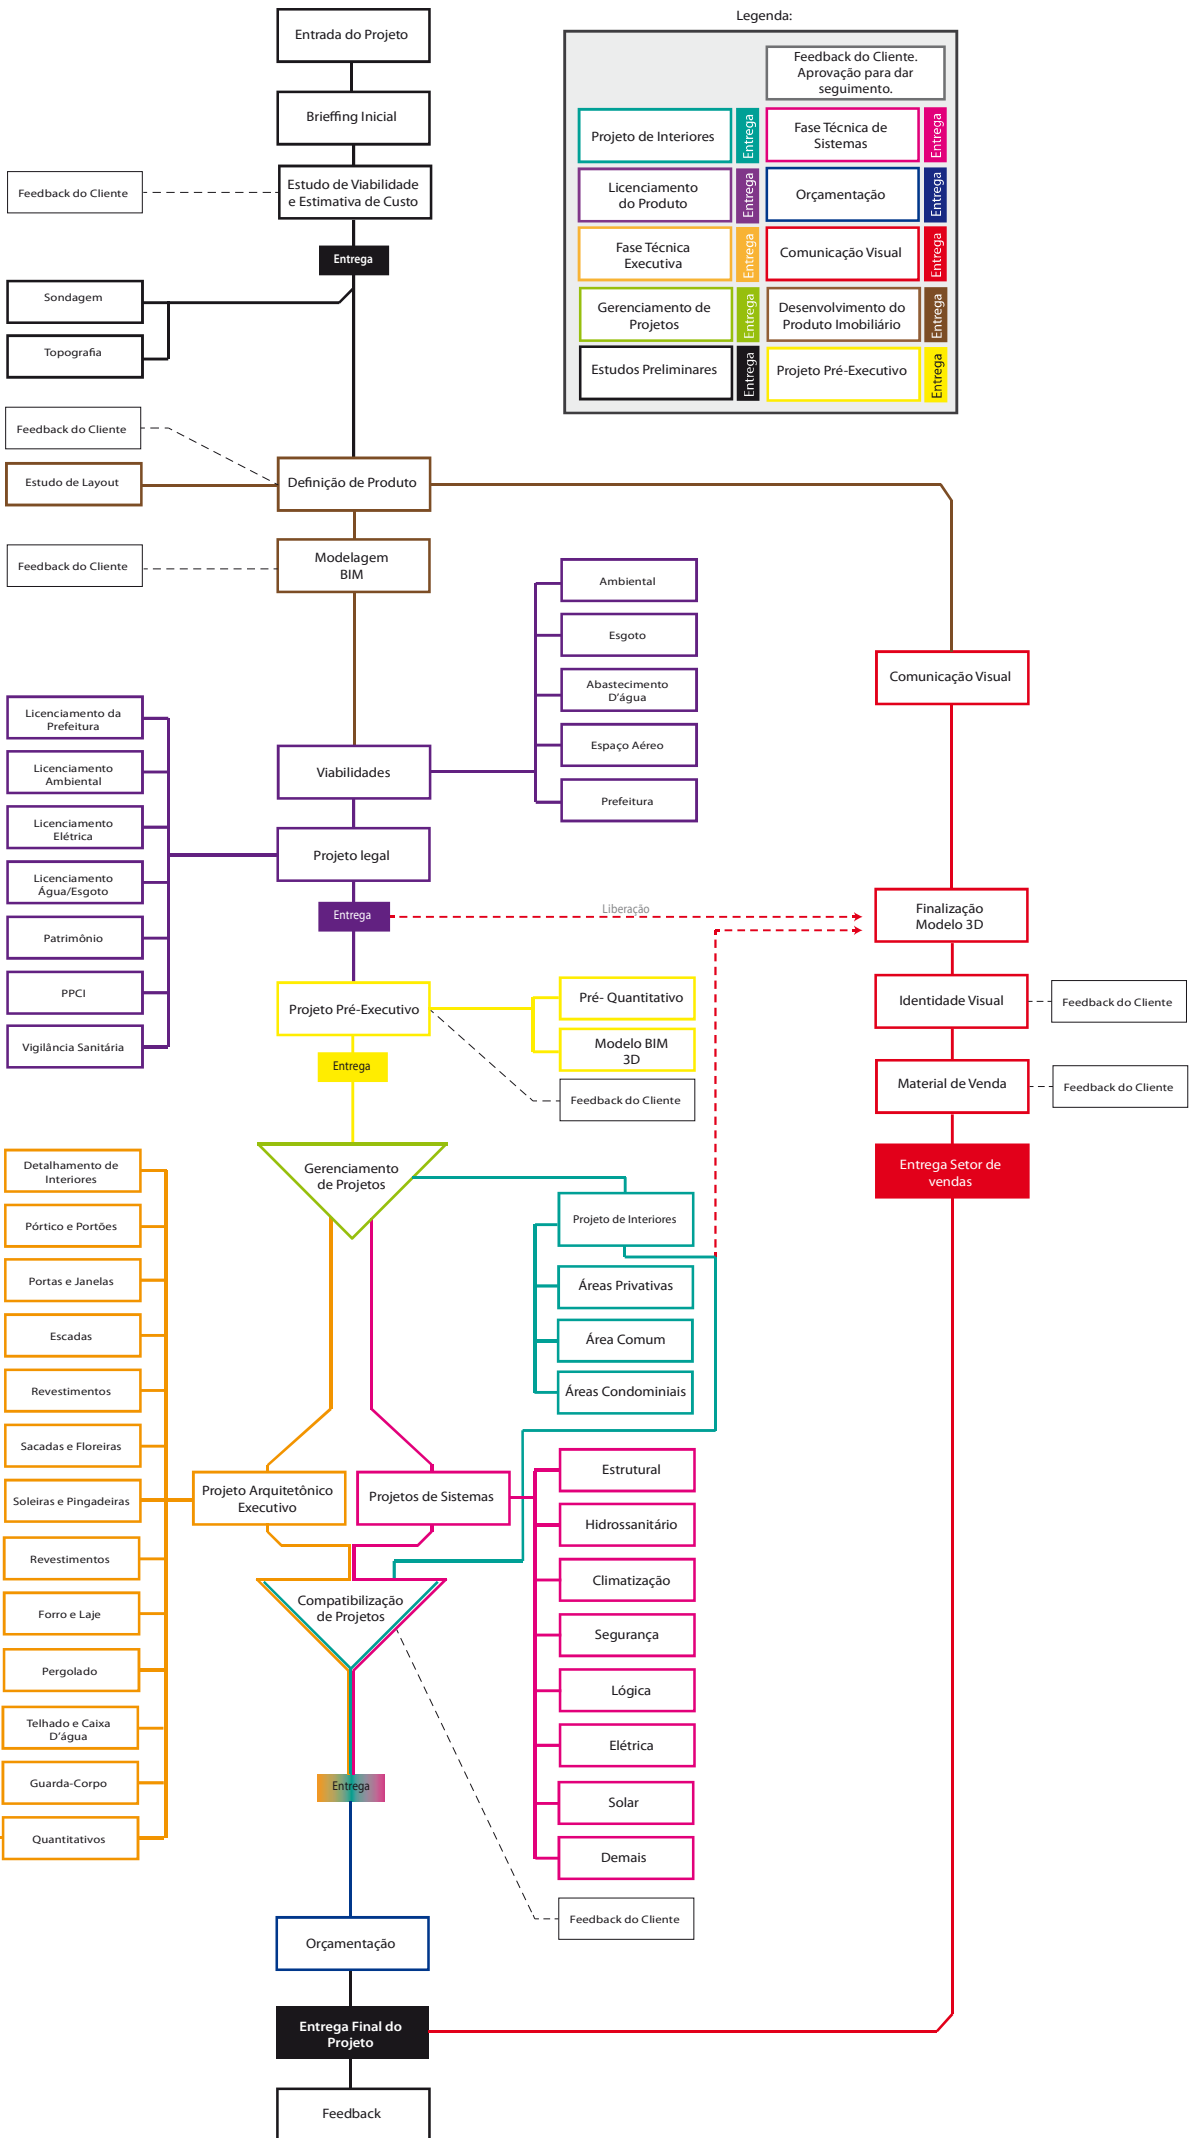 Legenda:
Entrada do Projeto
Brieffing Inicial
Feedback do Cliente
Estudo de Viabilidade
e Estimativa de Custo
Entrega
Feedback do Cliente.
Aprovação para dar
seguimento.
Projeto de Interiores
Entrega
Fase Técnica de
Sistemas
Entrega
Licenciamento
do Produto
Entrega
Orçamentação
Entrega
Fase Técnica
Executiva
Entrega
Comunicação Visual
Entrega
Gerenciamento de
Projetos
Entrega
Desenvolvimento do
Produto Imobiliário
Entrega
Estudos Preliminares
Entrega
Projeto Pré-Executivo
Entrega
Sondagem
Topografia
Feedback do Cliente
Estudo de Layout
Definição de Produto
Feedback do Cliente
Modelagem
BIM
Ambiental
Esgoto
Abastecimento
D'água
Espaço Aéreo
Prefeitura
Comunicação Visual
Licenciamento da
Prefeitura
Licenciamento
Ambiental
Licenciamento
Elétrica
Licenciamento
Água/Esgoto
Patrimônio
PPCI
Vigilância Sanitária
Viabilidades
Projeto legal
Entrega
Liberação
Finalização
Modelo 3D
Identidade Visual
Feedback do Cliente
Material de Venda
Feedback do Cliente
Entrega Setor de
vendas
Projeto Pré-Executivo
Entrega
Pré- Quantitativo
Modelo BIM
3D
Feedback do Cliente
Gerenciamento
de Projetos
Projeto de Interiores
Áreas Privativas
Área Comum
Áreas Condominiais
Detalhamento de
Interiores
Pórtico e Portões
Portas e Janelas
Escadas
Revestimentos
Sacadas e Floreiras
Soleiras e Pingadeiras
Revestimentos
Forro e Laje
Pergolado
Telhado e Caixa
D'água
Guarda-Corpo
Quantitativos
Projeto Arquitetônico
Executivo
Projetos de Sistemas
Estrutural
Hidrossanitário
Climatização
Segurança
Lógica
Elétrica
Solar
Demais
Compatibilização
de Projetos
Entrega
Feedback do Cliente
Orçamentação
Entrega Final do
Projeto
Feedback